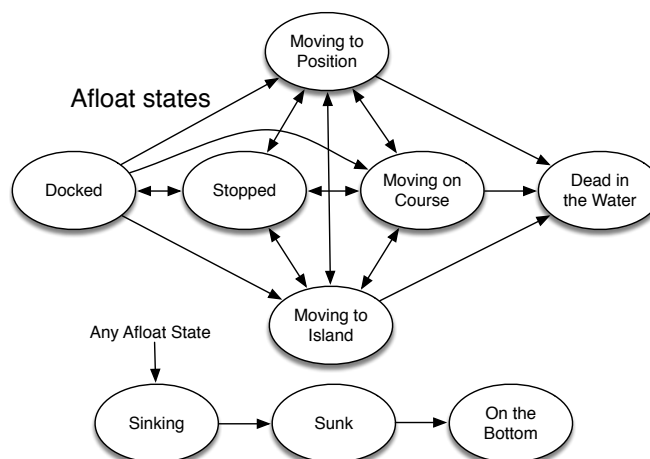 Moving to
Position
Afloat states
Docked
Stopped
Moving on
Course
Dead in
the Water
Moving to
Island
Any Afloat State
Sinking
Sunk
On the
Bottom